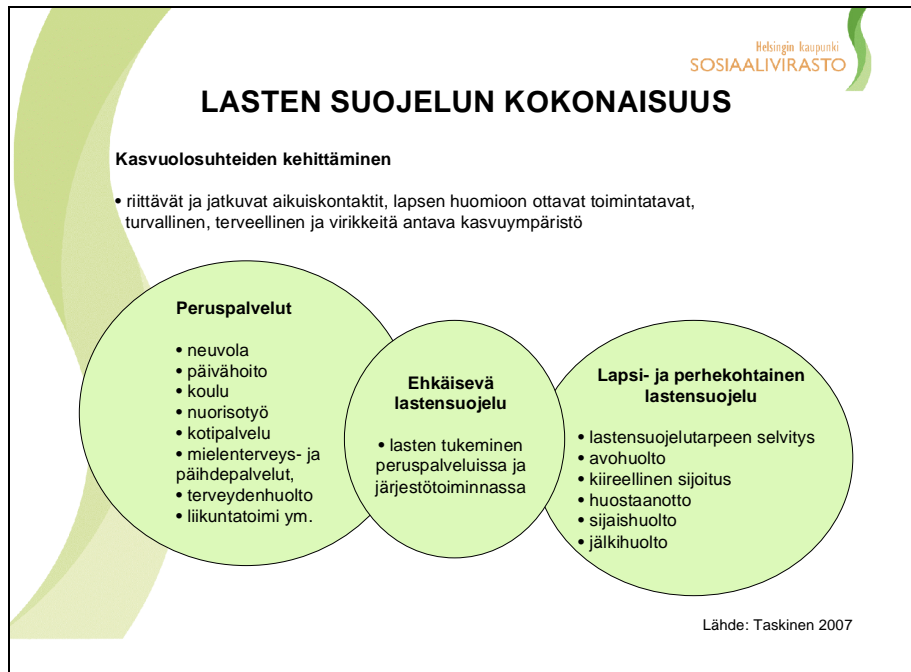 Helsingin kaupunki
SOSIAALIVIRASTO
LASTEN SUOJELUN KOKONAISUUS
Kasvuolosuhteiden kehittäminen
• riittävät ja jatkuvat aikuiskontaktit, lapsen huomioon ottavat toimintatavat,
turvallinen, terveellinen ja virikkeitä antava kasvuympäristö
Peruspalvelut
• neuvola
• päivähoito
• koulu
• nuorisotyö
• kotipalvelu
• mielenterveys- ja
päihdepalvelut,
• terveydenhuolto
• liikuntatoimi ym.
Ehkäisevä
lastensuojelu
• lasten tukeminen
peruspalveluissa ja
järjestötoiminnassa
Lapsi- ja perhekohtainen
lastensuojelu
• lastensuojelutarpeen selvitys
• avohuolto
• kiireellinen sijoitus
• huostaanotto
• sijaishuolto
• jälkihuolto
Lähde: Taskinen 2007